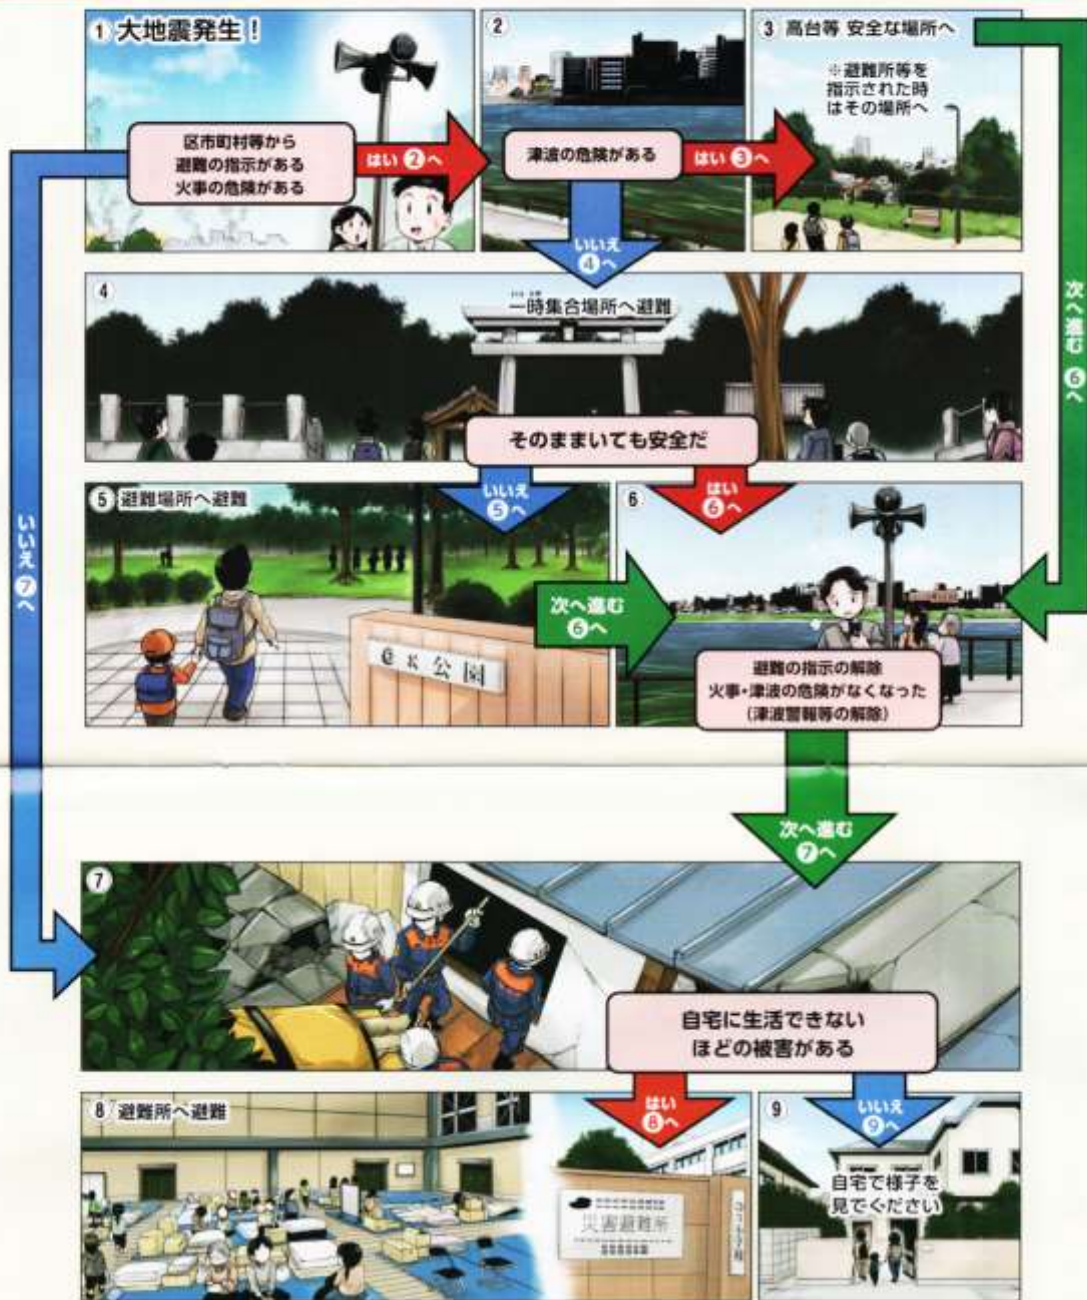 1 大地震発生！
区市町村等から
避難の指示がある
火事の危険がある
はい 2へ
2
津波の危険がある
はい 3へ
いいえ
4へ
3 高台等 安全な場所へ
※避難所等を
指示された時
はその場所へ
次へ進む 6へ
4
一時集合場所へ避難
そのままいても安全だ
いいえ
5へ
はい
6へ
いいえ 7へ
5 避難場所へ避難
公園
次へ進む
6へ
6
避難の指示の解除
火事・津波の危険がなくなった
(津波警報等の解除)
次へ進む
7へ
7
自宅に生活できない
ほどの被害がある
はい
8へ
いいえ
9へ
8 避難所へ避難
災害避難所
9
自宅で様子を
見てください